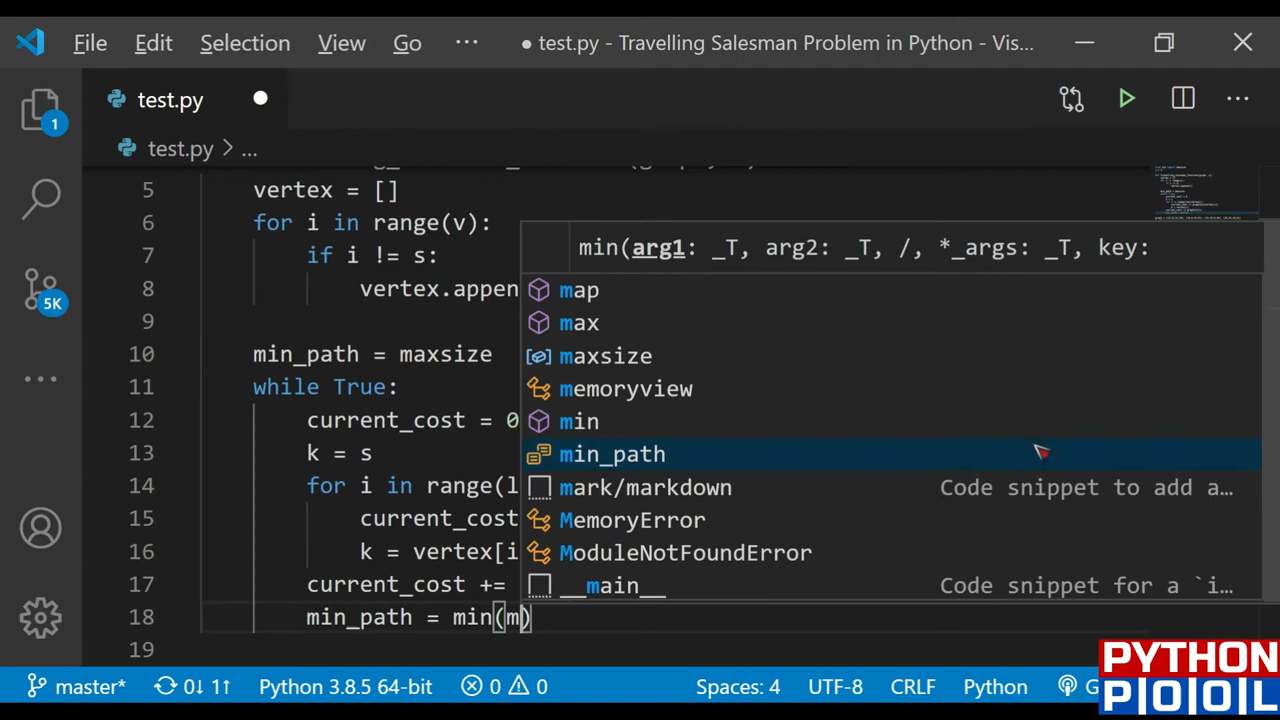 File Edit Selection View Go ··· ● test.py - Travelling Salesman Problem in Python - Vis...
test.py ●
test.py > ...
5 vertex = []
6 for i in range(v):
7 if i != s:
8 vertex.appen
9
10 min_path = maxsize
11 while True:
12 current_cost = 0
13 k = s
14 for i in range(l
15 current_cost
16 k = vertex[i
17 current_cost +=
18 min_path = min(m)
19
min(arg1: _T, arg2: _T, /, *_args: _T, key:
map
max
maxsize
memoryview
min
min_path
mark/markdown Code snippet to add a...
MemoryError
ModuleNotFoundError
__main__ Code snippet for a `i...
1
5K
master* 0↓ 1↑ Python 3.8.5 64-bit 0 0 Spaces: 4 UTF-8 CRLF Python G
PYTHON
P|O|O|L